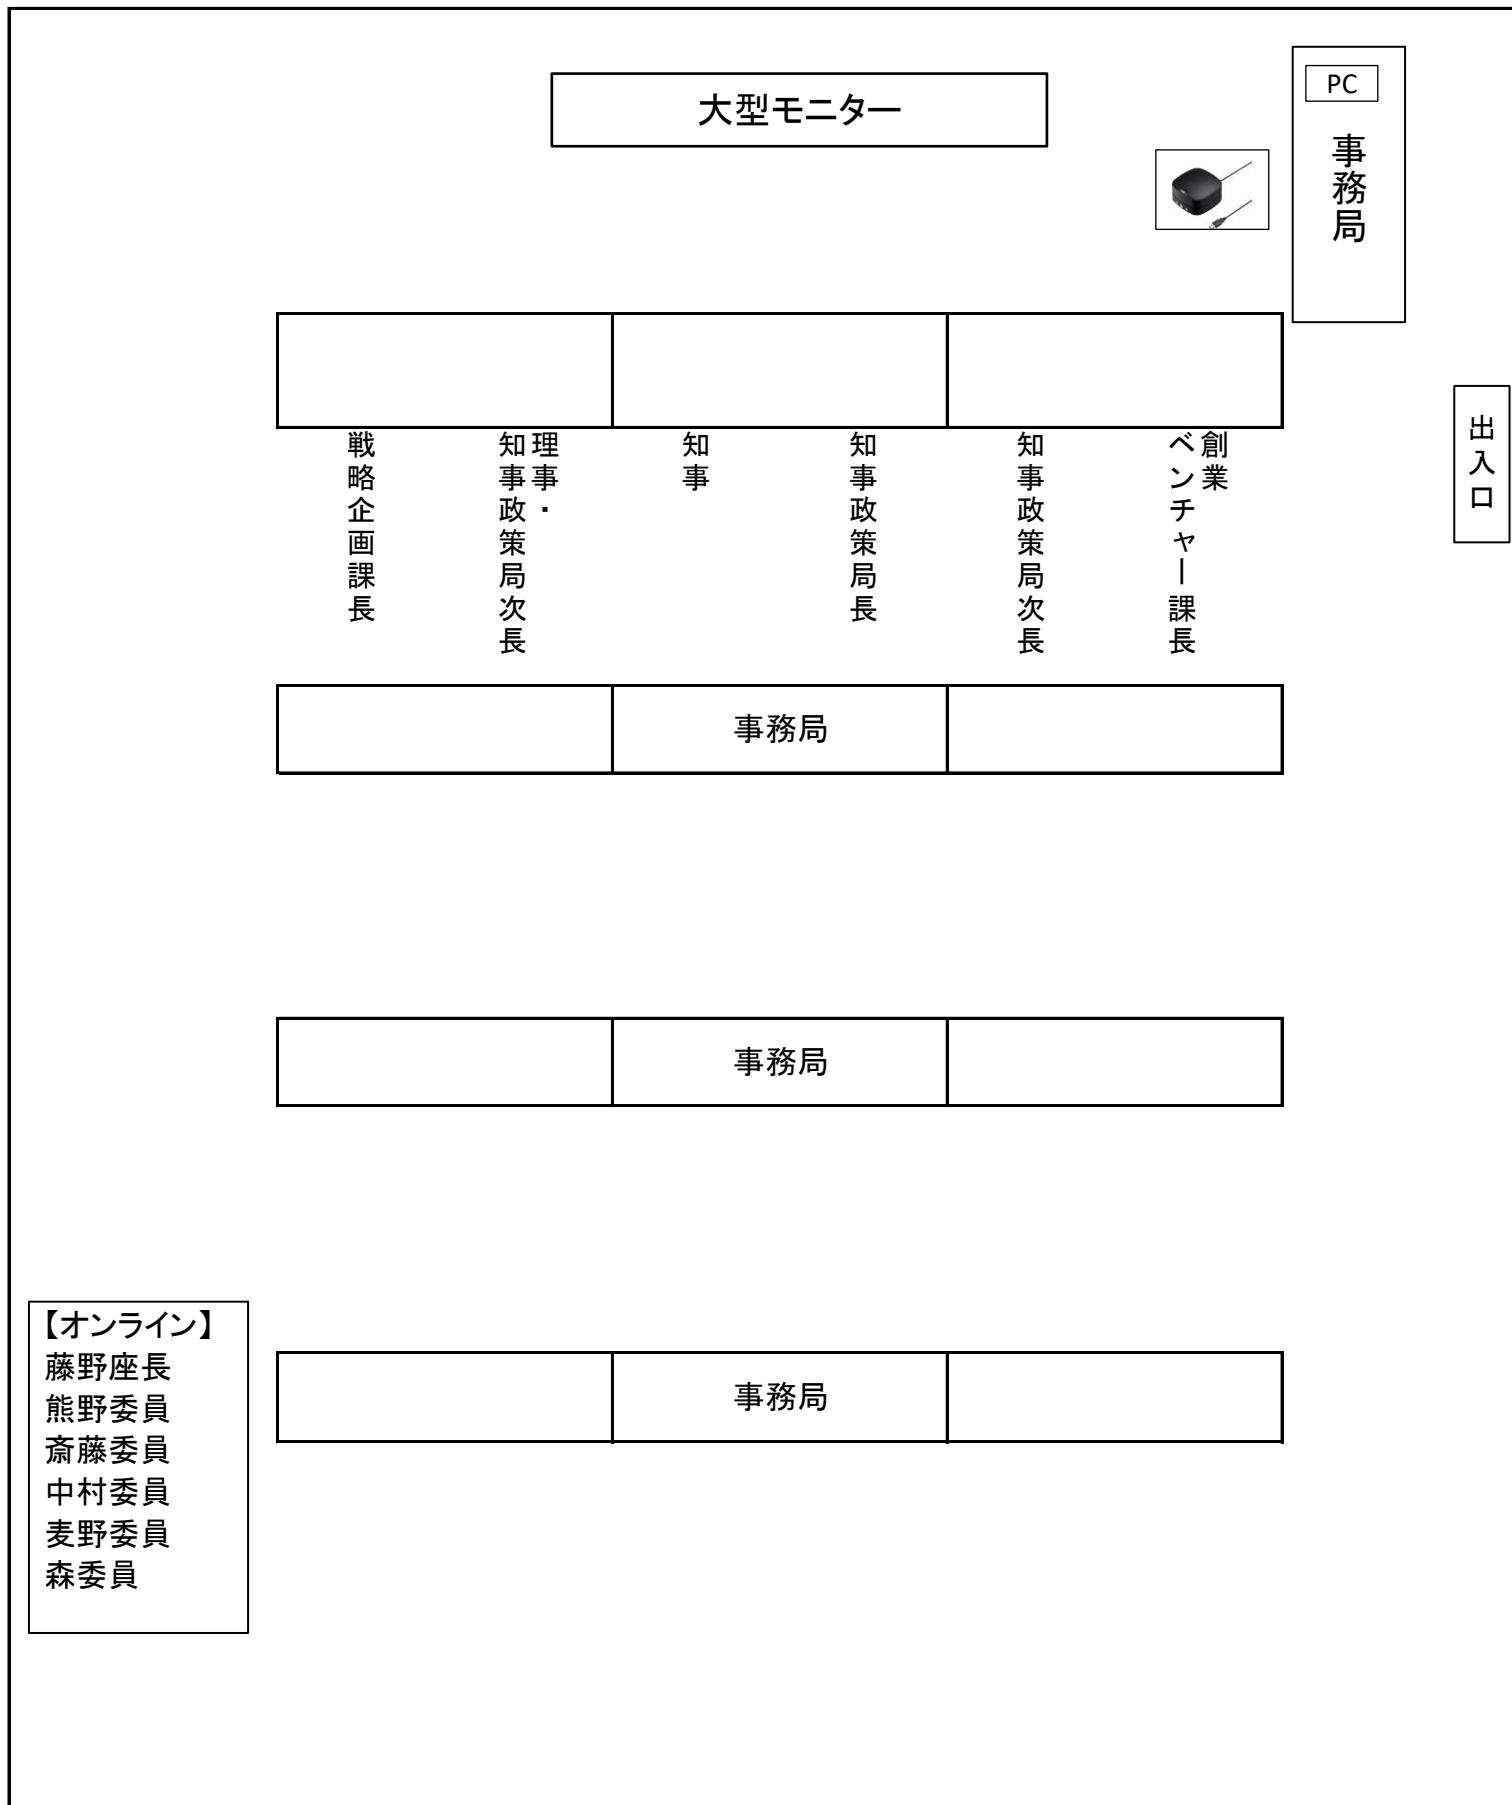 大型モニター
PC
事務局
出入口
戦略企画課長
理事・
知事政策局次長
知事
知事政策局長
知事政策局次長
創業
ベンチャー課長
事務局
事務局
【オンライン】
藤野座長
熊野委員
斎藤委員
中村委員
麦野委員
森委員
事務局